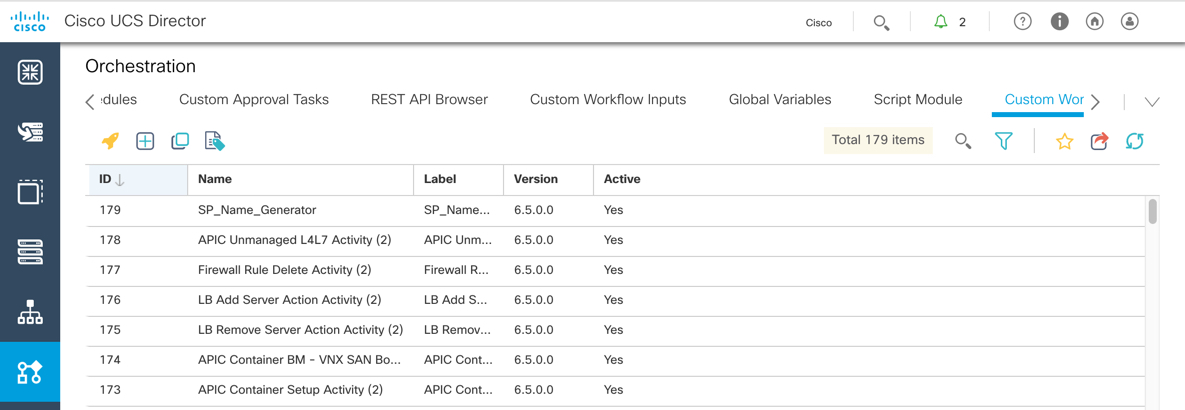 CISCO Cisco UCS Director Cisco 2
Orchestration
edules Custom Approval Tasks REST API Browser Custom Workflow Inputs Global Variables Script Module Custom Wor
Total 179 items
ID Name Label Version Active
179 SP_Name_Generator SP_Name... 6.5.0.0 Yes
178 APIC Unmanaged L4L7 Activity (2) APIC Unm... 6.5.0.0 Yes
177 Firewall Rule Delete Activity (2) Firewall R... 6.5.0.0 Yes
176 LB Add Server Action Activity (2) LB Add S... 6.5.0.0 Yes
175 LB Remove Server Action Activity (2) LB Remov... 6.5.0.0 Yes
174 APIC Container BM - VNX SAN Bo... APIC Cont... 6.5.0.0 Yes
173 APIC Container Setup Activity (2) APIC Cont... 6.5.0.0 Yes